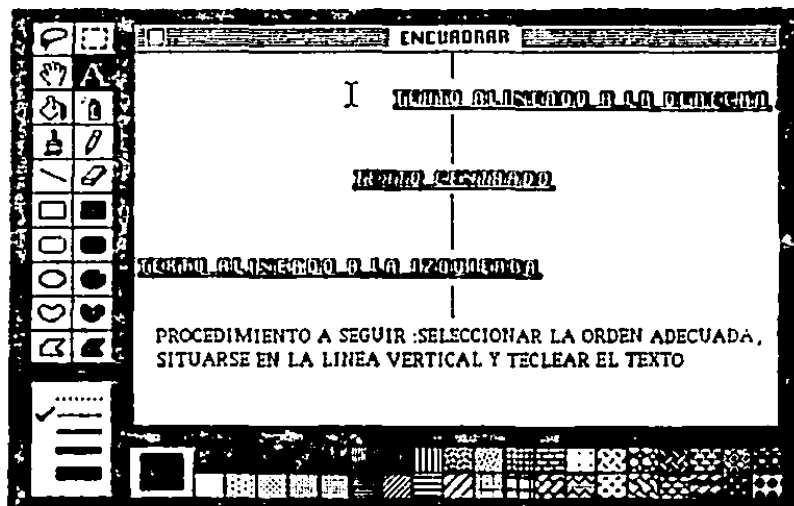 ENCUADRAR
A
TEXTO ALINEADO A LA DERECHA
TEXTO CENTRADO
TEXTO ALINEADO A LA IZQUIERDA
PROCEDIMIENTO A SEGUIR :SELECCIONAR LA ORDEN ADECUADA,
SITUARSE EN LA LINEA VERTICAL Y TECLEAR EL TEXTO